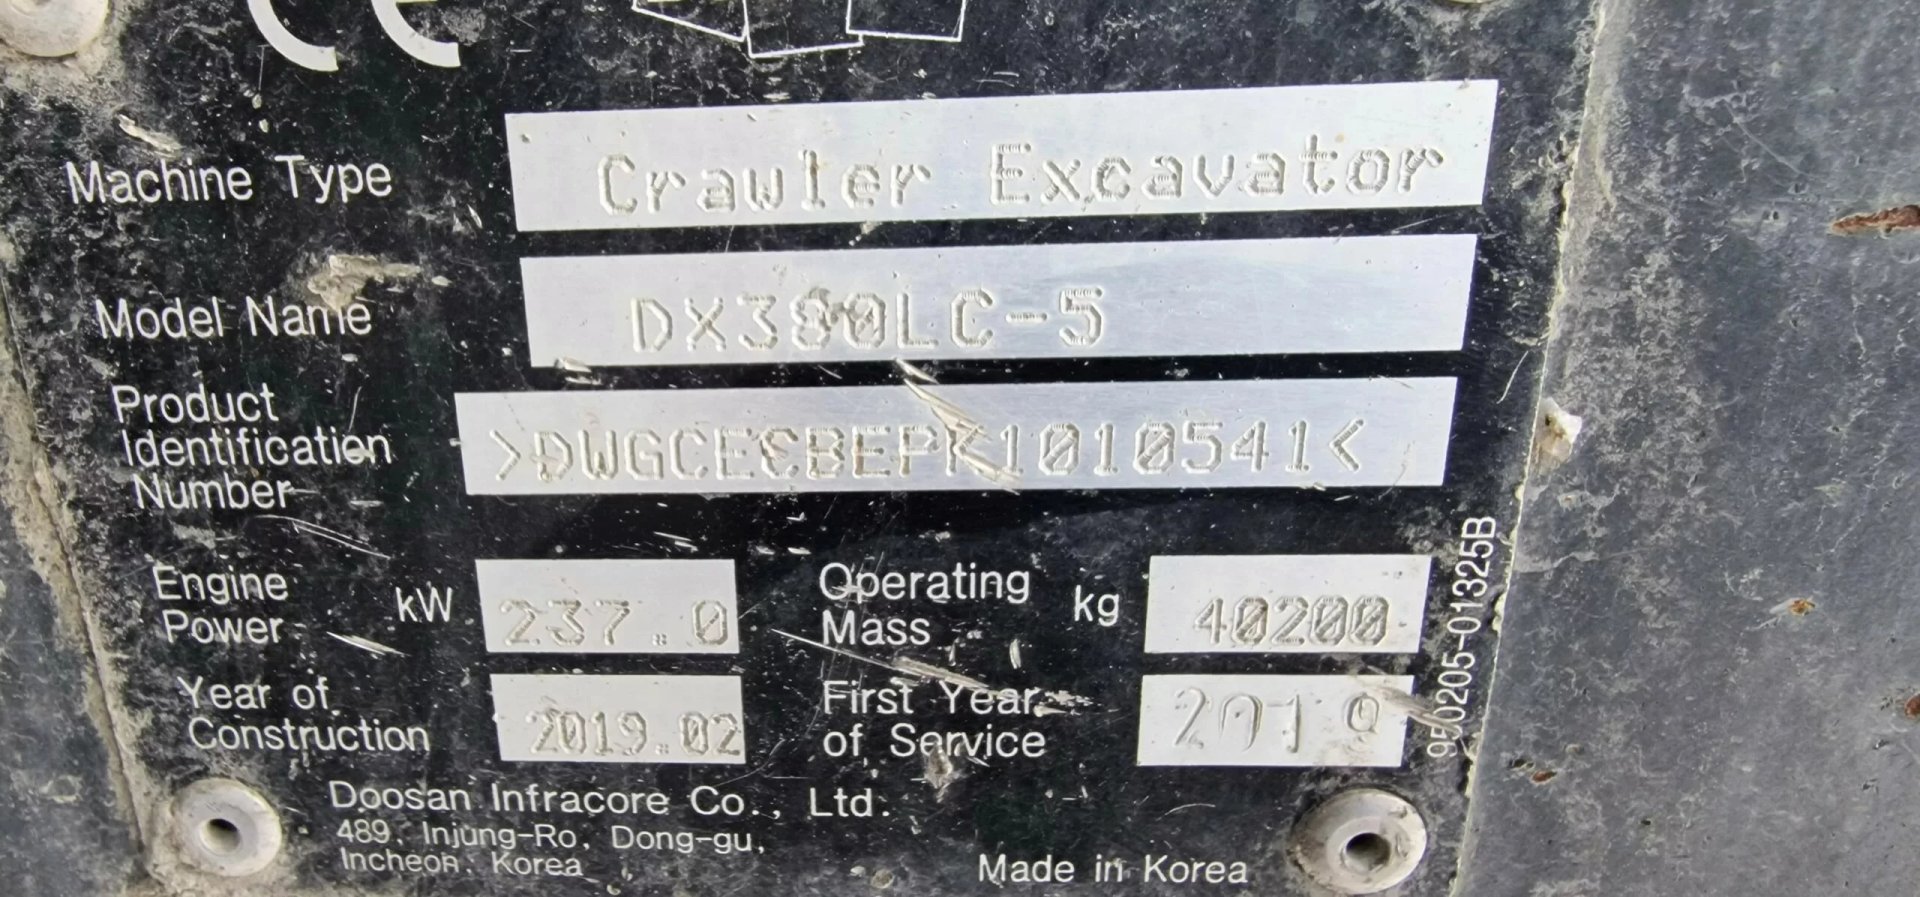 CE
Machine Type Crawler Excavator
Model Name DX380LC-5
Product
Identification
Number
>DWGCECBEPK1010541<
Engine
Power kW 237.0
Operating
Mass kg 40200
Year of
Construction 2019.02
First Year
of Service 2019
Doosan Infracore Co., Ltd.
489, Injung-Ro, Dong-gu,
Incheon, Korea
Made in Korea
950205-01325B